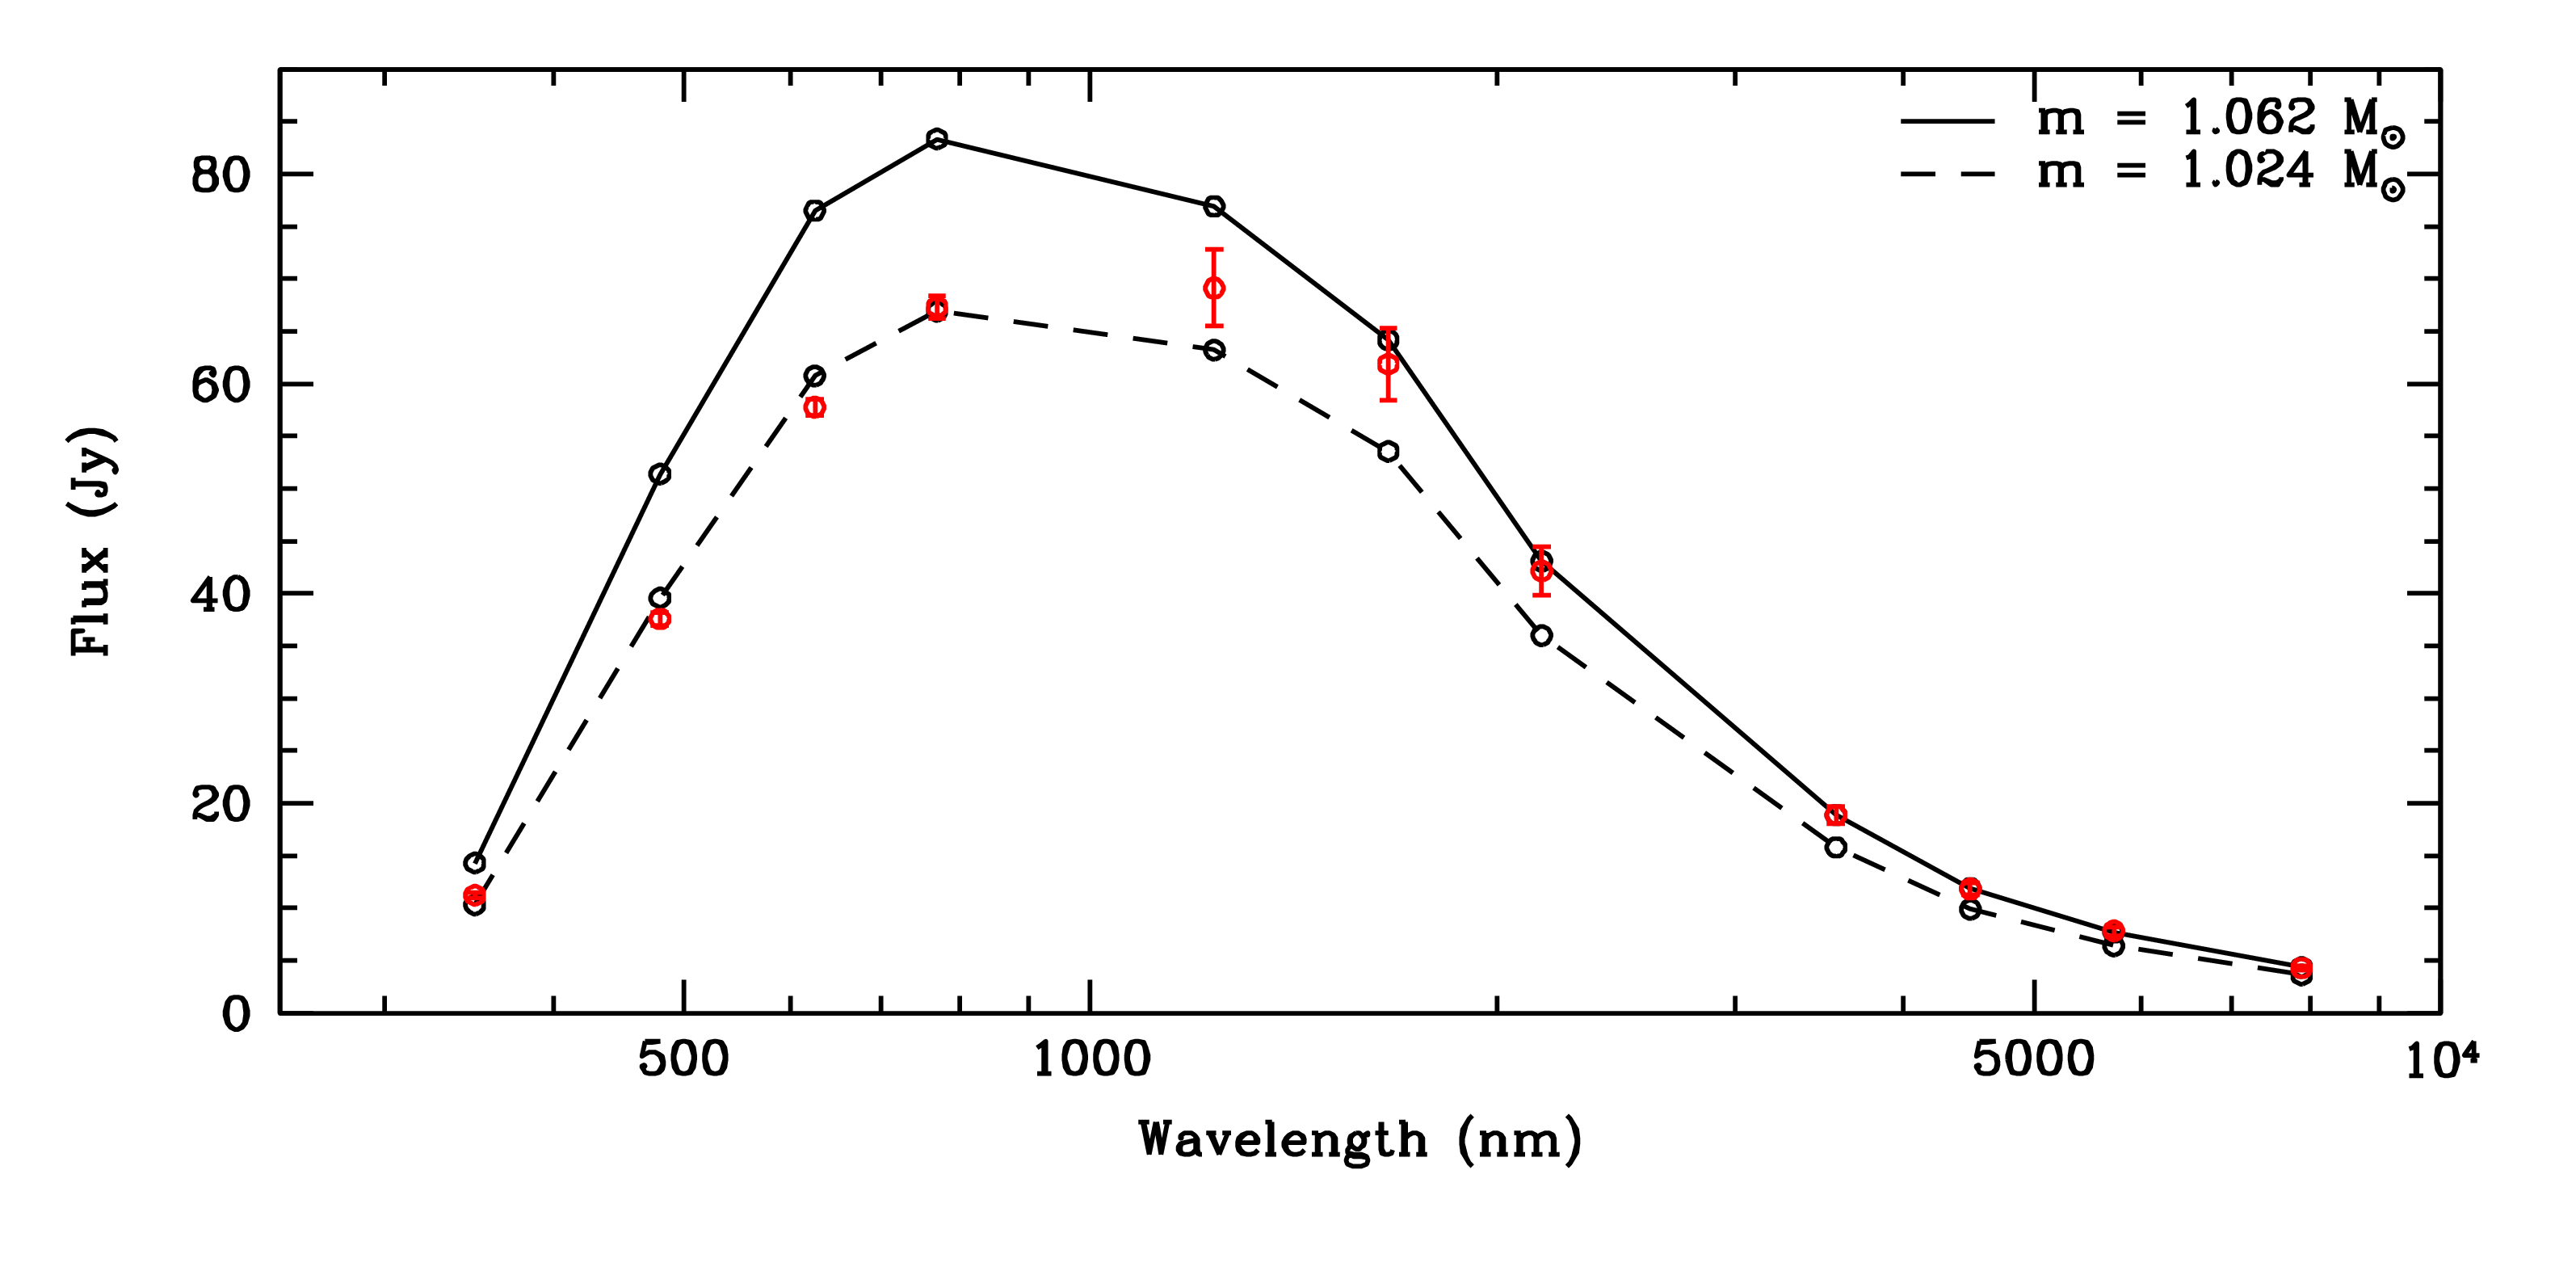 m = 1.062 M⊙
m = 1.024 M⊙
80
60
40
20
0
Flux (Jy)
500 1000 5000 10⁴
Wavelength (nm)